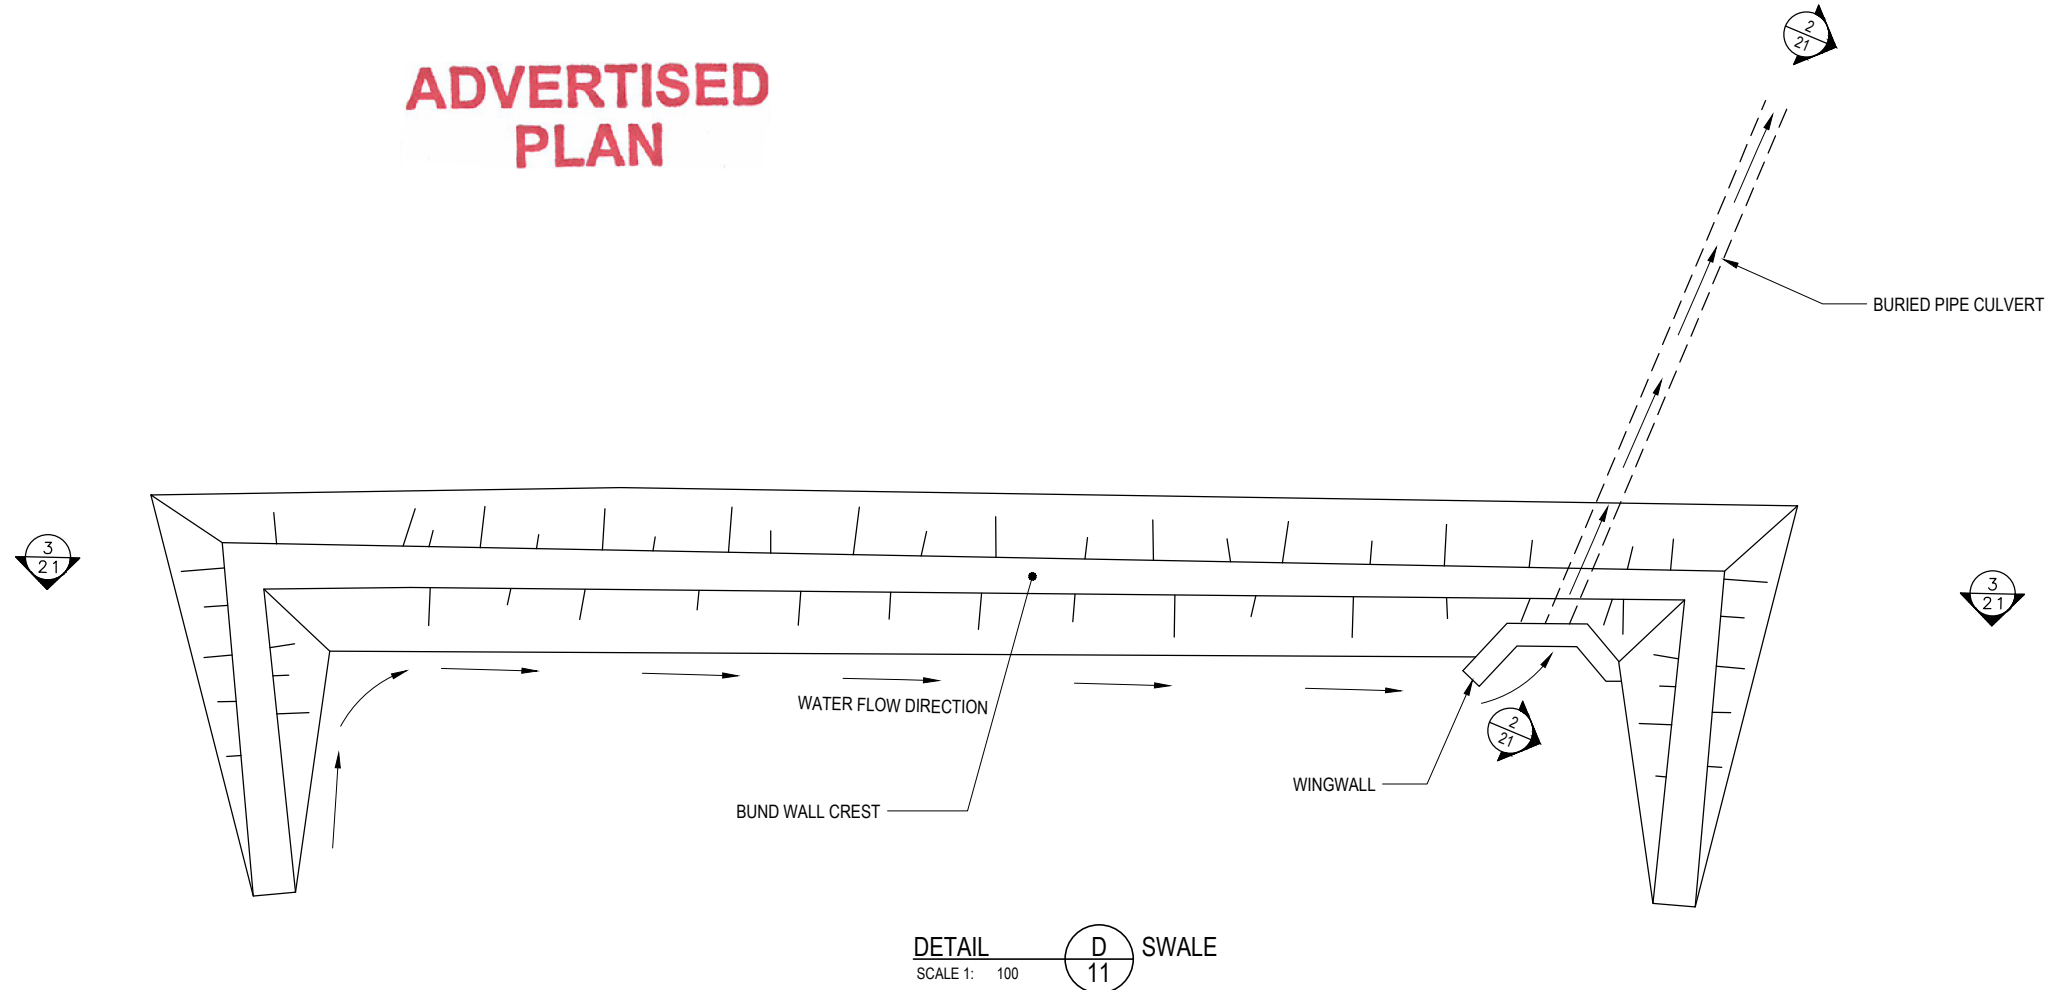 ADVERTISED
PLAN
2
21
BURIED PIPE CULVERT
3
21
3
21
WATER FLOW DIRECTION
2
21
WINGWALL
BUND WALL CREST
DETAIL D SWALE
SCALE 1: 100 11